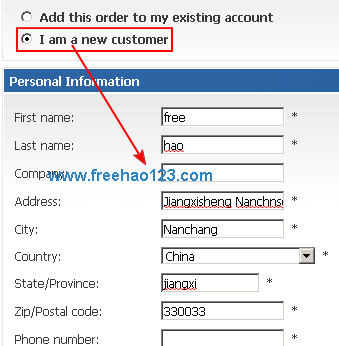 Add this order to my existing account
I am a new customer
Personal Information
First name: free *
Last name: hao *
Company:
www.freehao123.com
Address: Jiangxisheng Nanchns *
City: Nanchang *
Country: China *
State/Province: jiangxi *
Zip/Postal code: 330033 *
Phone number: *